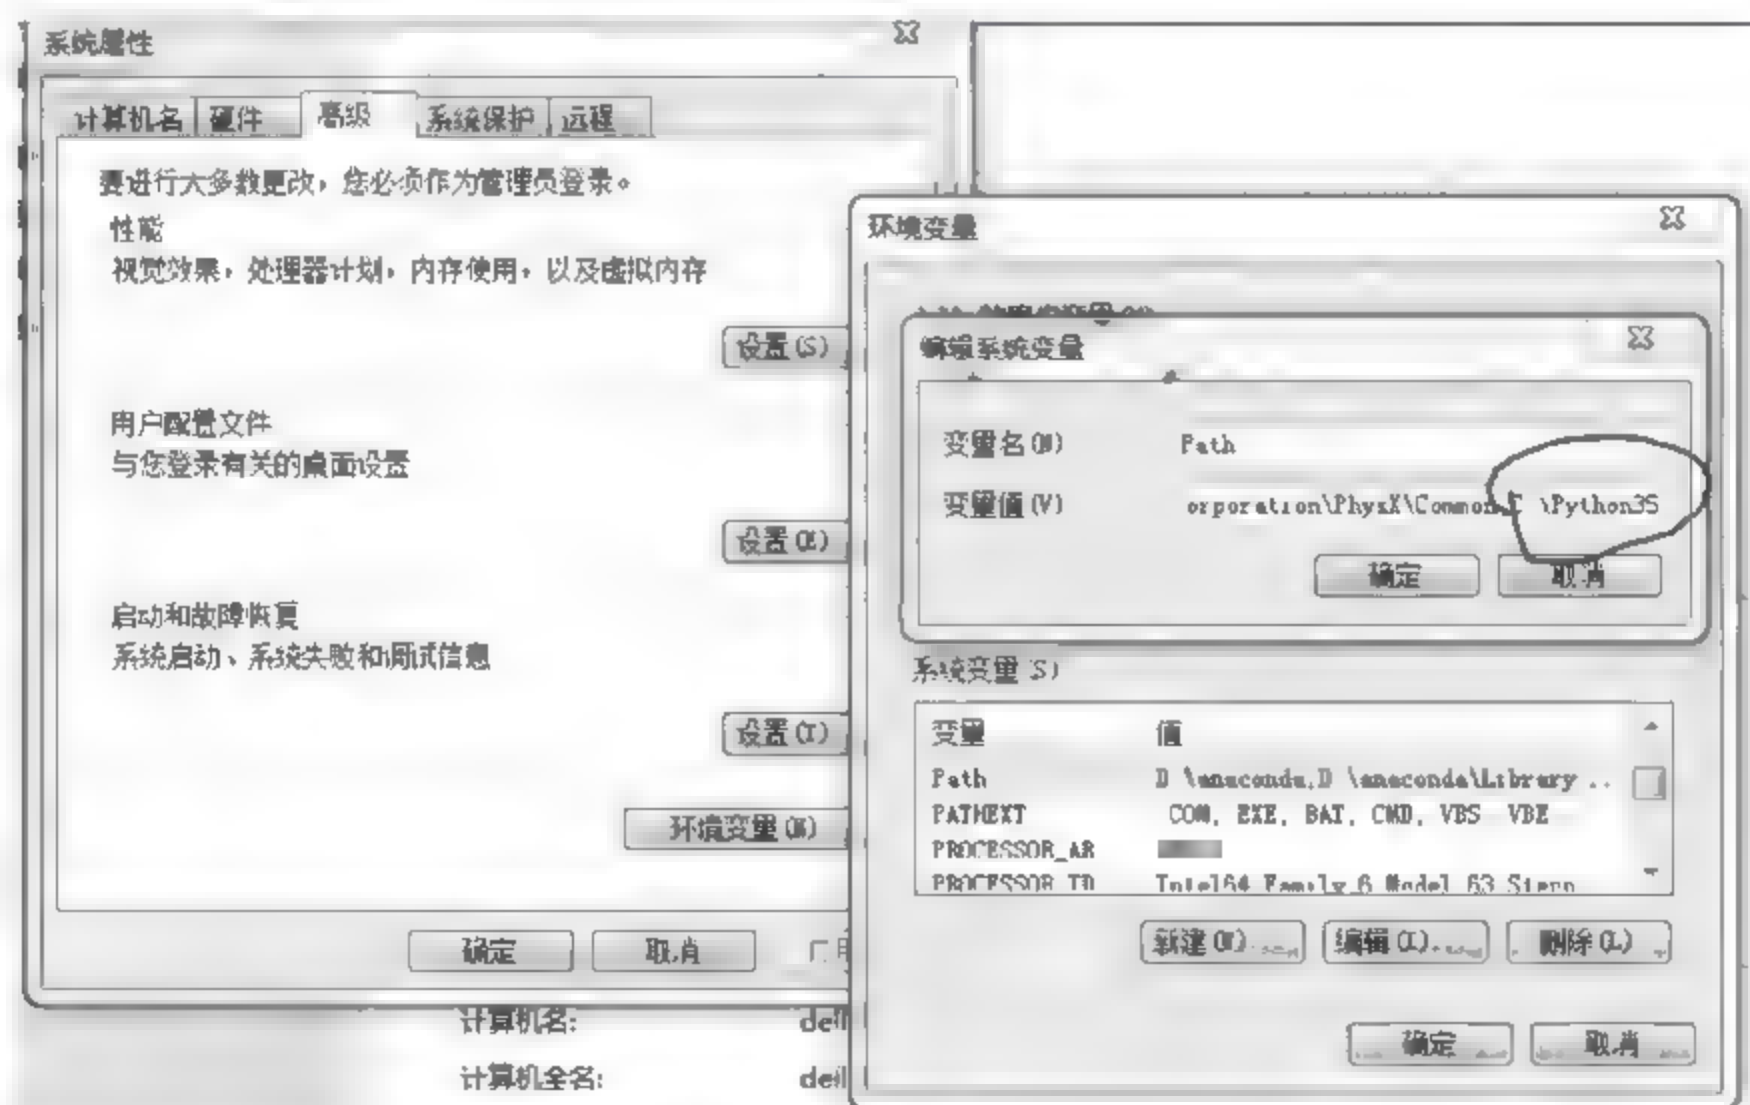 系统属性
计算机名 硬件 高级 系统保护 远程
要进行大多数更改，您必须作为管理员登录。
性能
视觉效果，处理器计划，内存使用，以及虚拟内存
设置(S)
用户配置文件
与您登录有关的桌面设置
设置(E)
启动和故障恢复
系统启动、系统失败和调试信息
设置(T)
环境变量(N)
确定 取消
计算机名: dell
计算机全名: dell
环境变量
编辑系统变量
变量名(N) Path
变量值(V) orporation\PhysX\Common C \Python35
确定 取消
系统变量(S)
变量 值
Path D \anaconda,D \anaconda\Library ..
PATHEXT COM, EXE, BAT, CMD, VBS VBE
PROCESSOR_AR
PROCESSOR_ID Intel64 Family 6 Model 63 Stepp
新建(W)... 编辑(I)... 删除(L)
确定 取消